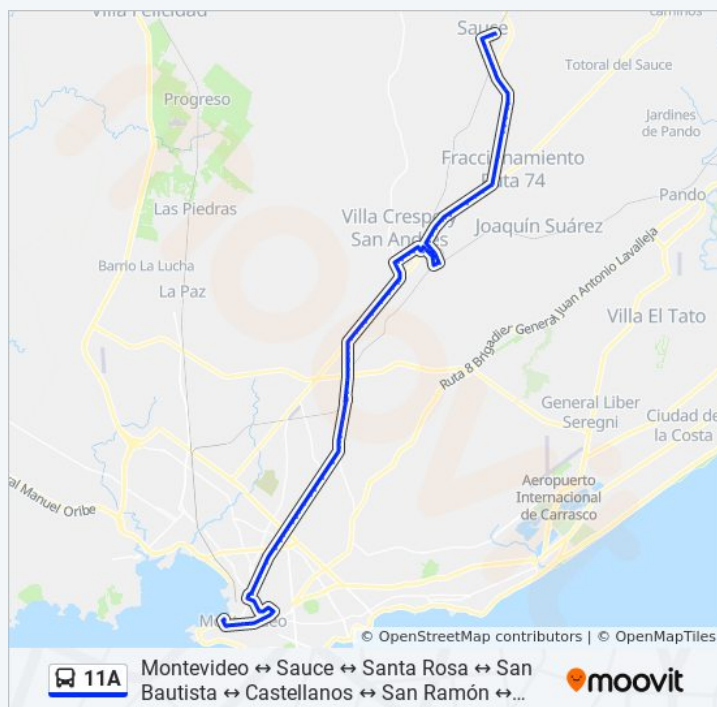 Villa Felicidad
Sauce
Caminos
Totoral del Sauce
Progreso
Jardines
de Pando
Fraccionamiento
Ruta 74
Pando
Las Piedras
Villa Crespo y
San Andrés
Joaquín Suárez
Barrio La Lucha
La Paz
Ruta 8 Brigadier General Juan Antonio Lavalleja
Villa El Tato
General Liber
Seregni
Ciudad de
la Costa
Aeropuerto
Internacional
de Carrasco
al Manuel Oribe
Montevideo
© OpenStreetMap contributors | © OpenMapTiles
11A
Montevideo ↔ Sauce ↔ Santa Rosa ↔ San
Bautista ↔ Castellanos ↔ San Ramón ↔...
moovit